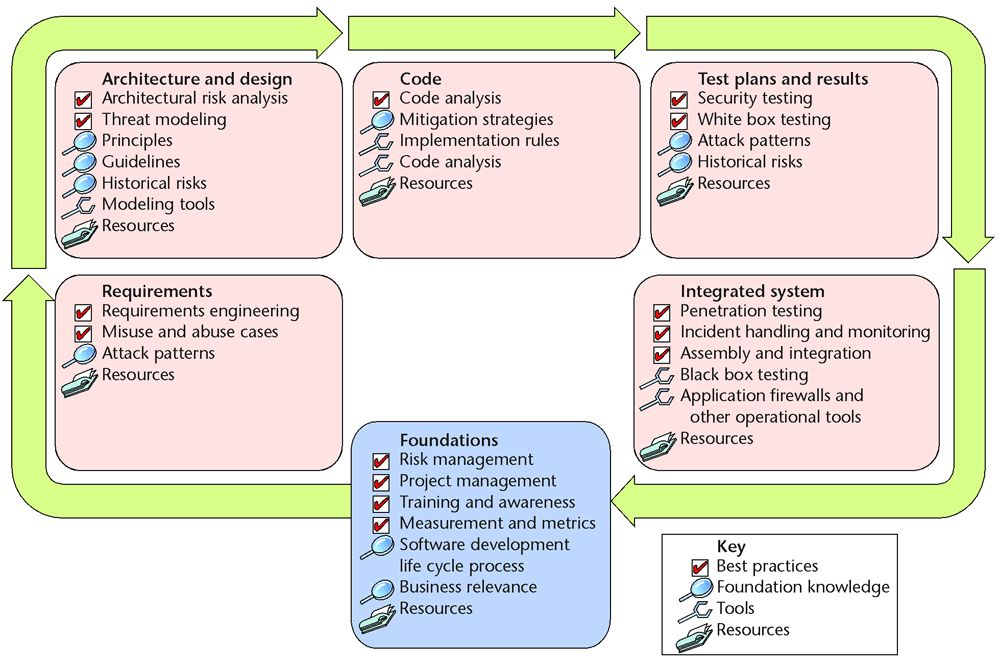 Architecture and design
Architectural risk analysis
Threat modeling
Principles
Guidelines
Historical risks
Modeling tools
Resources
Code
Code analysis
Mitigation strategies
Implementation rules
Code analysis
Resources
Test plans and results
Security testing
White box testing
Attack patterns
Historical risks
Resources
Requirements
Requirements engineering
Misuse and abuse cases
Attack patterns
Resources
Integrated system
Penetration testing
Incident handling and monitoring
Assembly and integration
Black box testing
Application firewalls and
other operational tools
Resources
Foundations
Risk management
Project management
Training and awareness
Measurement and metrics
Software development
life cycle process
Business relevance
Resources
Key
Best practices
Foundation knowledge
Tools
Resources